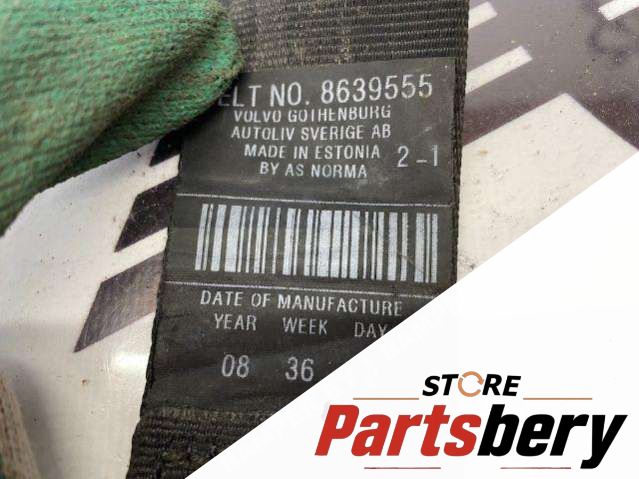 ELT NO. 8639555
VOLVO GOTHENBURG
AUTOLIV SVERIGE AB
MADE IN ESTONIA 2-1
BY AS NORMA
DATE OF MANUFACTURE
YEAR WEEK DAY
08 36
STORE
Partsbery